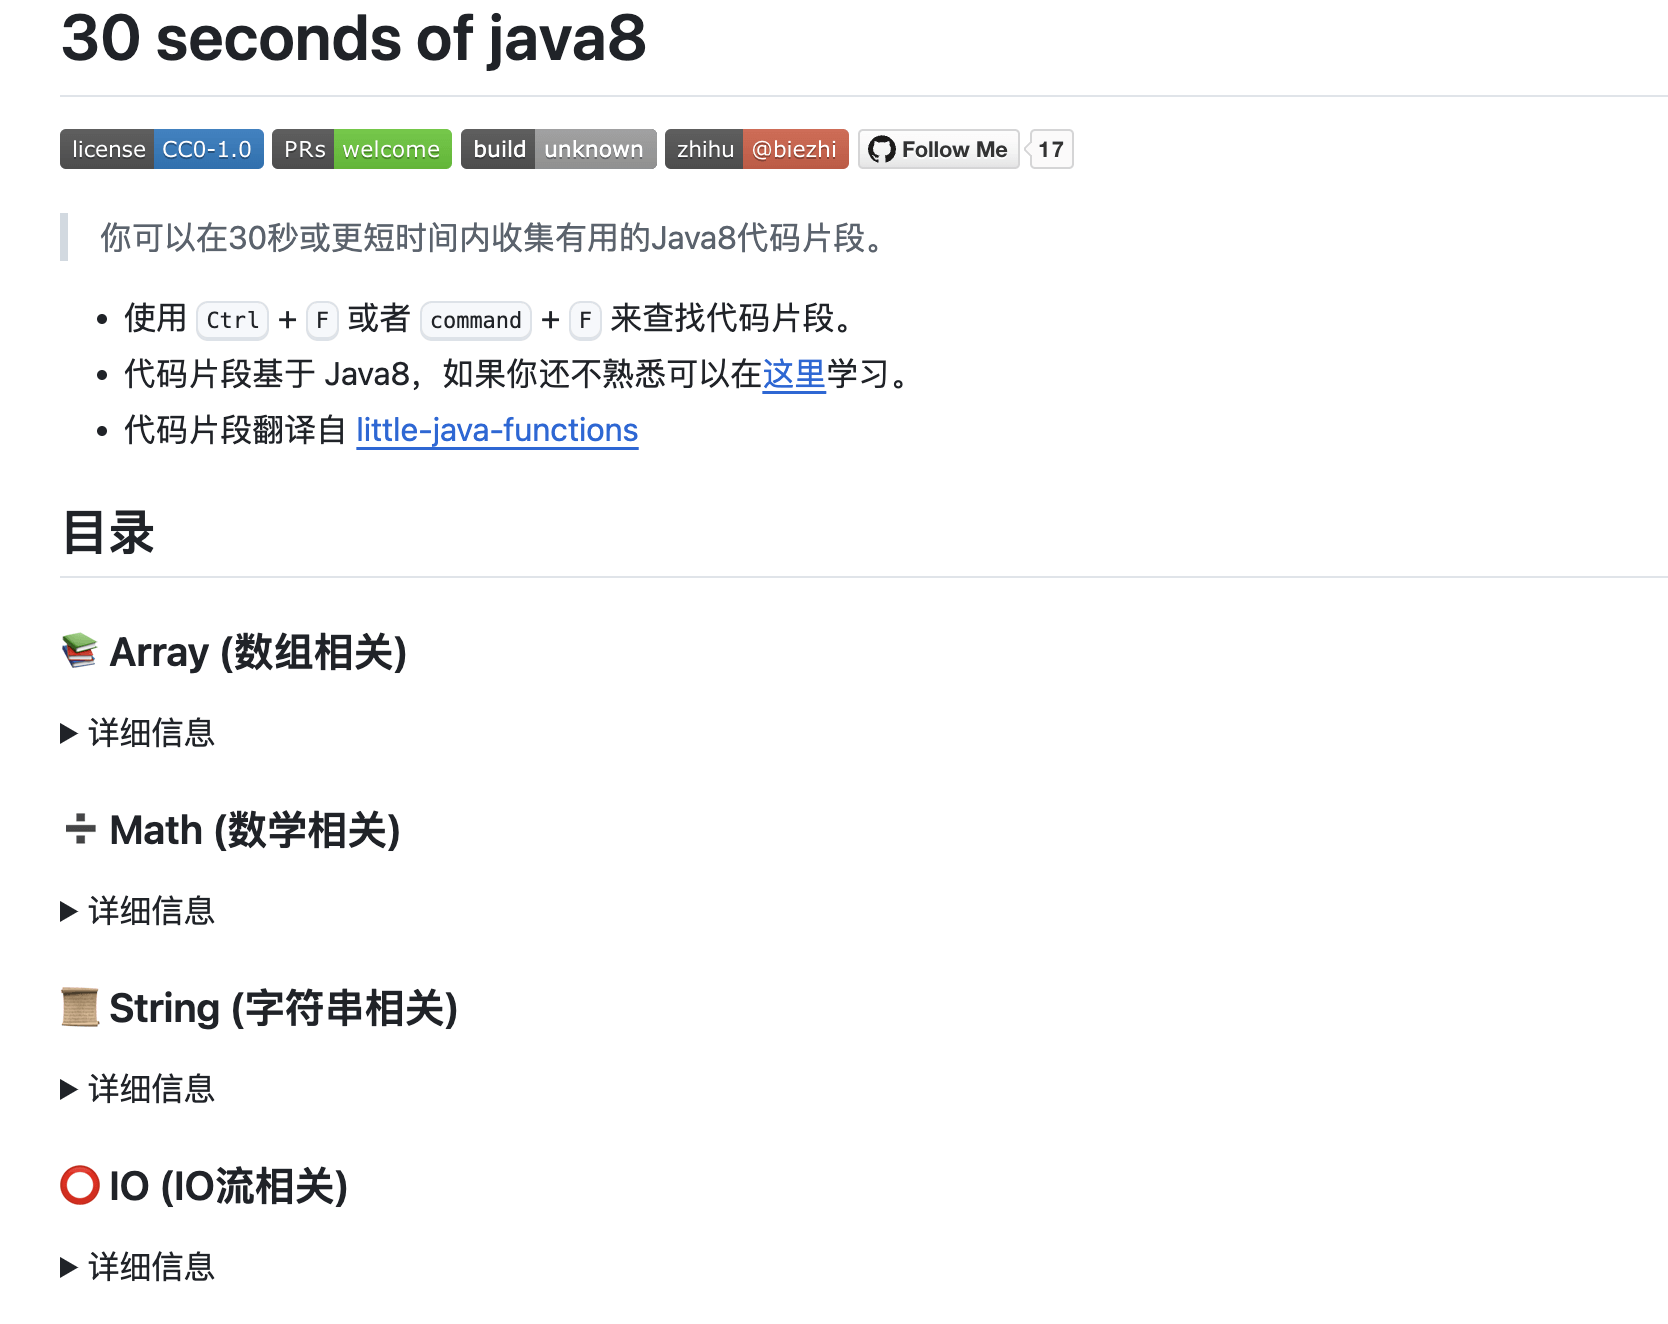 30 seconds of java8
license CC0-1.0 PRs welcome build unknown zhihu @biezhi Follow Me 17
你可以在30秒或更短时间内收集有用的Java8代码片段。
使用 Ctrl + F 或者 command + F 来查找代码片段。
代码片段基于 Java8，如果你还不熟悉可以在这里学习。
代码片段翻译自 little-java-functions
目录
Array (数组相关)
详细信息
Math (数学相关)
详细信息
String (字符串相关)
详细信息
IO (IO流相关)
详细信息